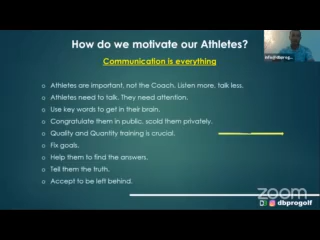 How do we motivate our Athletes?
Communication is everything
Athletes are important, not the Coach. Listen more, talk less.
Athletes need to talk. They need attention.
Use key words to get in their brain.
Congratulate them in public, scold them privately.
Quality and Quantity training is crucial.
Fix goals.
Help them to find the answers.
Tell them the truth.
Accept to be left behind.
zoom
dbprogolf